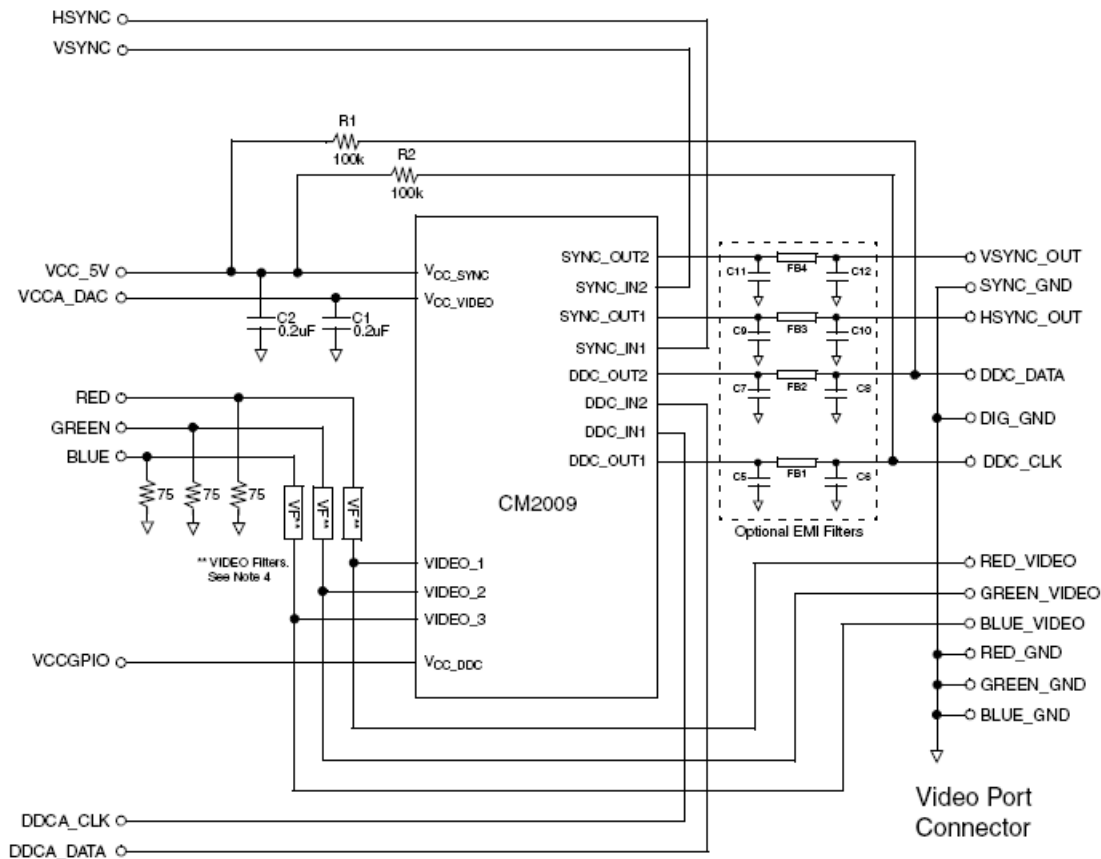 HSYNC
VSYNC
R1
100k
R2
100k
VCC_5V
VCCA_DAC
C2
0.2uF
C1
0.2uF
RED
GREEN
BLUE
75
75
75
VF**
VF**
VF**
** VIDEO Filters.
See Note 4
VCCGPIO
DDCA_CLK
DDCA_DATA
VCC_SYNC
VCC_VIDEO
CM2009
VIDEO_1
VIDEO_2
VIDEO_3
VCC_DDC
SYNC_OUT2
SYNC_IN2
SYNC_OUT1
SYNC_IN1
DDC_OUT2
DDC_IN2
DDC_IN1
DDC_OUT1
C11
FB4
C12
C9
FB3
C10
C7
FB2
C8
C5
FB1
C6
Optional EMI Filters
VSYNC_OUT
SYNC_GND
HSYNC_OUT
DDC_DATA
DIG_GND
DDC_CLK
RED_VIDEO
GREEN_VIDEO
BLUE_VIDEO
RED_GND
GREEN_GND
BLUE_GND
Video Port
Connector